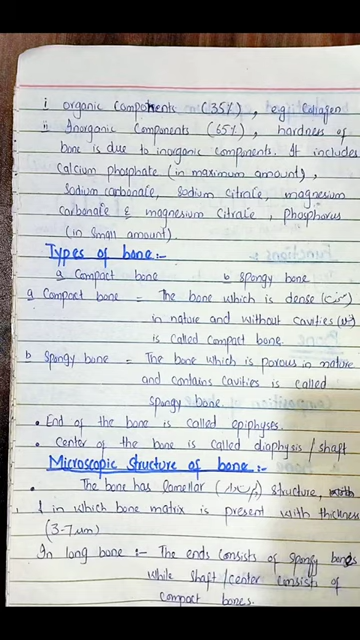 i organic components (35%), eg. Collagen
ii Inorganic Components (65%), hardness of
bone is due to inorganic components. It includes
calcium phosphate (in maximum amount),
Sodium carbonate, Sodium citrate, magnesium
carbonate & magnesium citrate, phosphorus
(in small amount).
Types of bone:-
a Compact bone b spongy bone
a Compact bone = The bone which is dense
in nature and without cavities
is called compact bone.
b Spongy bone = The bone which is porous in nature
and contains cavities is called
spongy bone.
• End of the bone is called epiphyses.
• Center of the bone is called diaphysis / shaft
Microscopic structure of bone:-
• The bone has lamellar structure,
& in which bone matrix is present with thickness
(3-7 um)
In long bone :- The ends consists of spongy bones
while shaft/center consists of
compact bones.